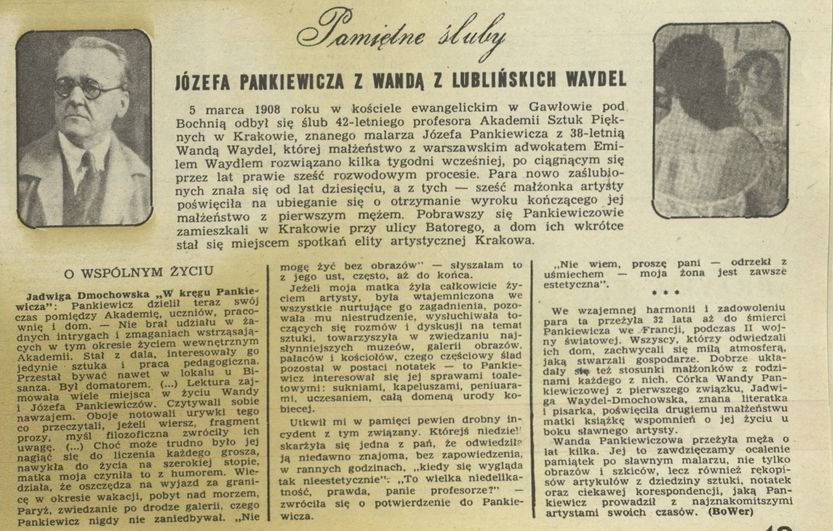 Pamiętne śluby
JÓZEFA PANKIEWICZA Z WANDĄ Z LUBLIŃSKICH WAYDEL
5 marca 1908 roku w kościele ewangelickim w Gawłowie pod
Bochnią odbył się ślub 42-letniego profesora Akademii Sztuk Pięk-
nych w Krakowie, znanego malarza Józefa Pankiewicza z 38-letnią
Wandą Waydel, której małżeństwo z warszawskim adwokatem Emi-
lem Waydlem rozwiązano kilka tygodni wcześniej, po ciągnącym się
przez lat prawie sześć rozwodowym procesie. Para nowo zaślubio-
nych znała się od lat dziesięciu, a z tych — sześć małżonka artysty
poświęciła na ubieganie się o otrzymanie wyroku kończącego jej
małżeństwo z pierwszym mężem. Pobrawszy się Pankiewiczowie
zamieszkali w Krakowie przy ulicy Batorego, a dom ich wkrótce
stał się miejscem spotkań elity artystycznej Krakowa.
O WSPÓLNYM ŻYCIU
Jadwiga Dmochowska „W kręgu Pankie-
wicza": Pankiewicz dzielił teraz swój
czas pomiędzy Akademię, uczniów, praco-
wnię i dom. — Nie brał udziału w ża-
dnych intrygach i zmaganiach wstrząsają-
cych w tym okresie życiem wewnętrznym
Akademii. Stał z dala, interesowały go
jedynie sztuka i praca pedagogiczna.
Przestał bywać nawet w lokalu u Bi-
sanza. Był domatorem. (...) Lektura zaj-
mowała wiele miejsca w życiu Wandy
i Józefa Pankiewiczów. Czytywali sobie
nawzajem. Oboje notowali urywki tego
co przeczytali, jeżeli wiersz, fragment
prozy, myśl filozoficzna zwróciły ich
uwagę. (...) Choć może trudno było jej
nagiąć się do liczenia każdego grosza,
nawykła do życia na szerokiej stopie,
matka moja czyniła to z humorem. Wie-
działa, że oszczędza na wyjazd za grani-
cę w okresie wakacji, pobyt nad morzem,
Paryż, zwiedzanie po drodze galerii, czego
Pankiewicz nigdy nie zaniedbywał. „Nie
mogę żyć bez obrazów" — słyszałam to
z jego ust, często, aż do końca.
Jeżeli moja matka żyła całkowicie ży-
ciem artysty, była wtajemniczona we
wszystkie nurtujące go zagadnienia, pozo-
wała mu niestrudzenie, wysłuchiwała to-
czących się rozmów i dyskusji na temat
sztuki, towarzyszyła w zwiedzaniu naj-
słynniejszych muzeów, galerii obrazów,
pałaców i kościołów, czego częściowy ślad
pozostał w postaci notatek — to Pankie-
wicz interesował się jej sprawami toale-
towymi: sukniami, kapeluszami, peniuara-
mi, uczesaniem, całą domeną urody ko-
biecej.
Utkwił mi w pamięci pewien drobny in-
cydent z tym związany. Którejś niedziel
skarżyła się jedna z pań, że odwiedziła
ją niedawno znajoma, bez zapowiedzenia,
w rannych godzinach, „kiedy się wygląda
tak nieestetycznie": „To wielka niedelika-
tność, prawda, panie profesorze?" —
zwróciła się o potwierdzenie do Pankie-
wicza.
„Nie wiem, proszę pani — odrzekł z
uśmiechem — moja żona jest zawsze
estetyczna".
* * *
We wzajemnej harmonii i zadowoleniu
para ta przeżyła 32 lata aż do śmierci
Pankiewicza we Francji, podczas II woj-
ny światowej. Wszyscy, którzy odwiedzali
ich dom, zachwycali się miłą atmosferą,
jaką stwarzali gospodarze. Dobrze ukła-
dały się też stosunki małżonków z rodzi-
nami każdego z nich. Córka Wandy Pan-
kiewiczowej z pierwszego związku, Jadwi-
ga Waydel-Dmochowska, znana literatka
i pisarka, poświęciła drugiemu małżeństwu
matki książkę wspomnień o jej życiu u
boku sławnego artysty.
Wanda Pankiewiczowa przeżyła męża o
lat kilka. Jej to zawdzięczamy ocalenie
pamiątek po sławnym malarzu, nie tylko
obrazów i szkiców, lecz również rękopi-
sów artykułów z dziedziny sztuki, notatek
oraz ciekawej korespondencji, jaką Pan-
kiewicz prowadził z najznakomitszymi
artystami swoich czasów. (BoWer)